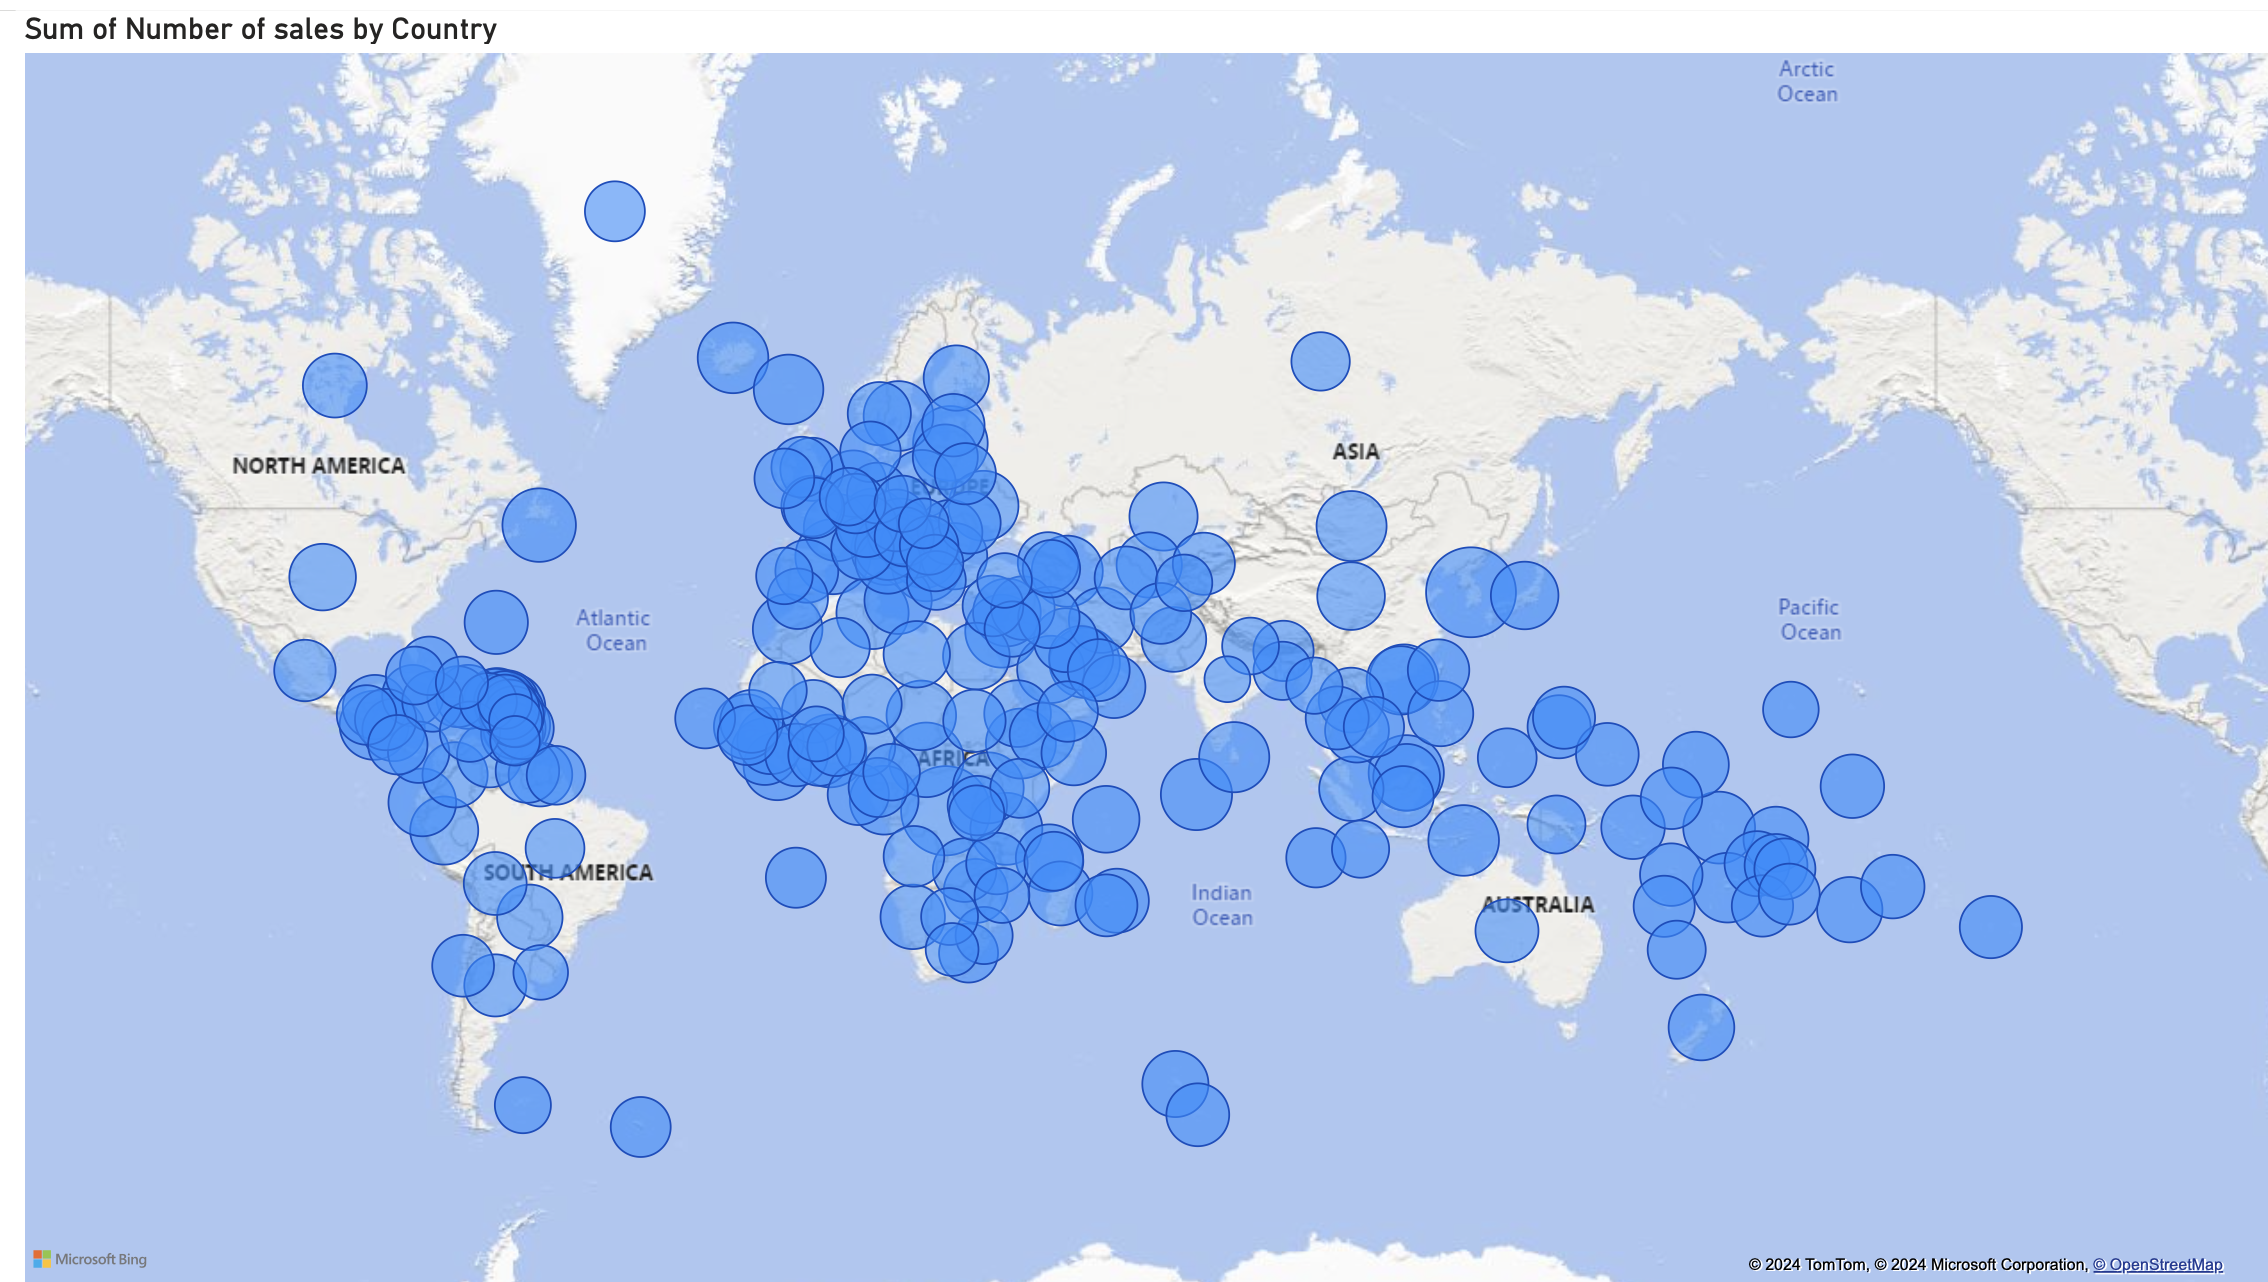 Sum of Number of sales by Country
Arctic
Ocean
NORTH AMERICA
ASIA
EUROPE
Atlantic
Ocean
Pacific
Ocean
AFRICA
SOUTH AMERICA
Indian
Ocean
AUSTRALIA
Microsoft Bing
© 2024 TomTom, © 2024 Microsoft Corporation, © OpenStreetMap